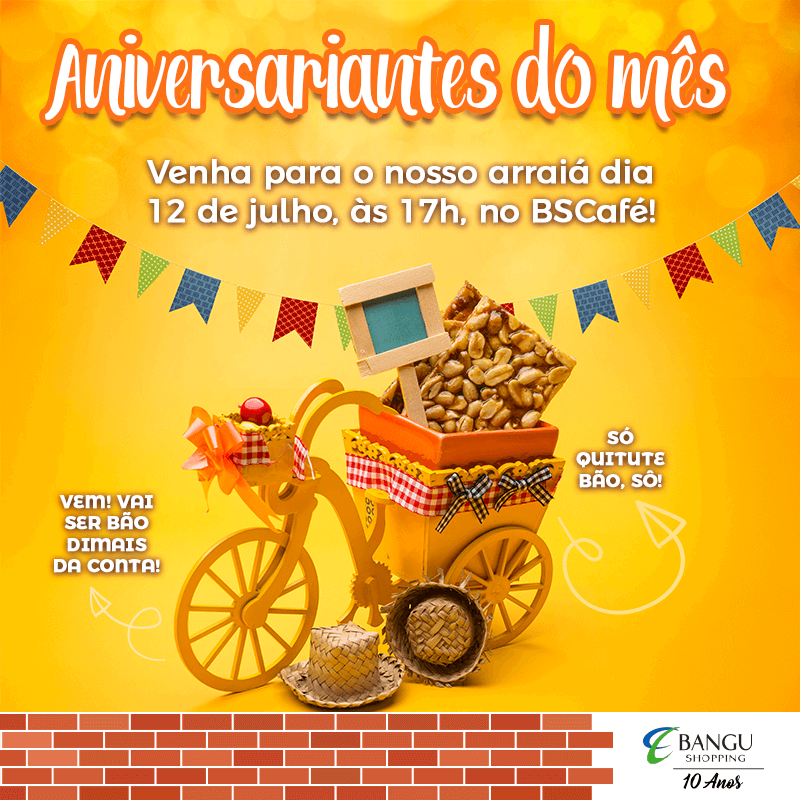 Aniversariantes do mês
Venha para o nosso arraiá dia
12 de julho, às 17h, no BSCafé!
SÓ
QUITUTE
BÃO, SÔ!
VEM! VAI
SER BÃO
DIMAIS
DA CONTA!
BANGU
SHOPPING
10 Anos